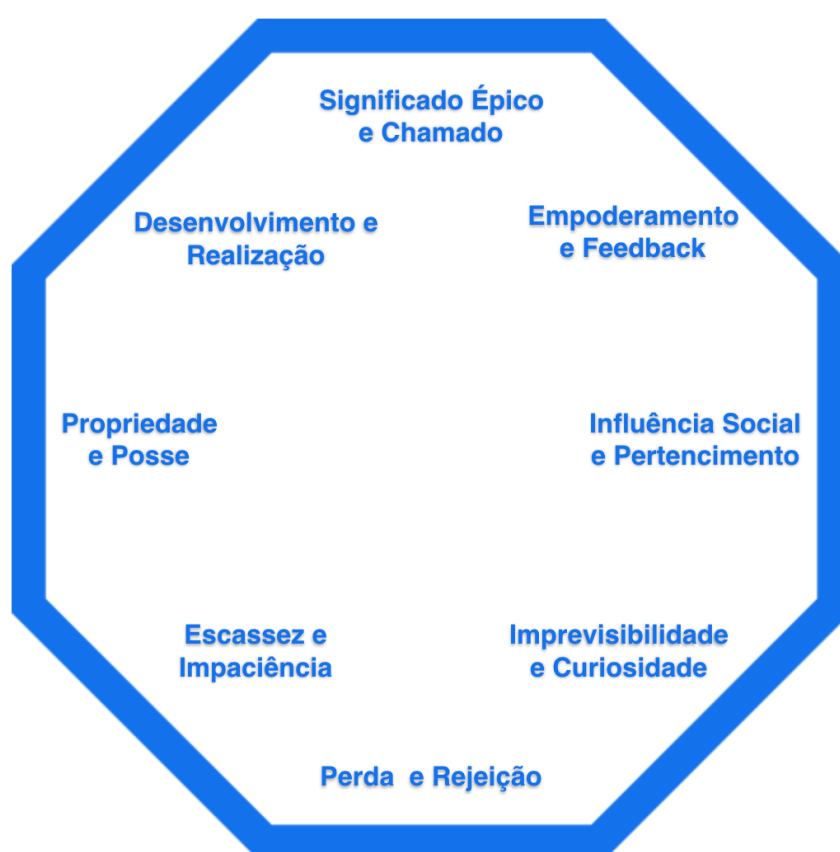 Significado Épico
e Chamado
Desenvolvimento e
Realização
Empoderamento
e Feedback
Propriedade
e Posse
Influência Social
e Pertencimento
Escassez e
Impaciência
Imprevisibilidade
e Curiosidade
Perda e Rejeição